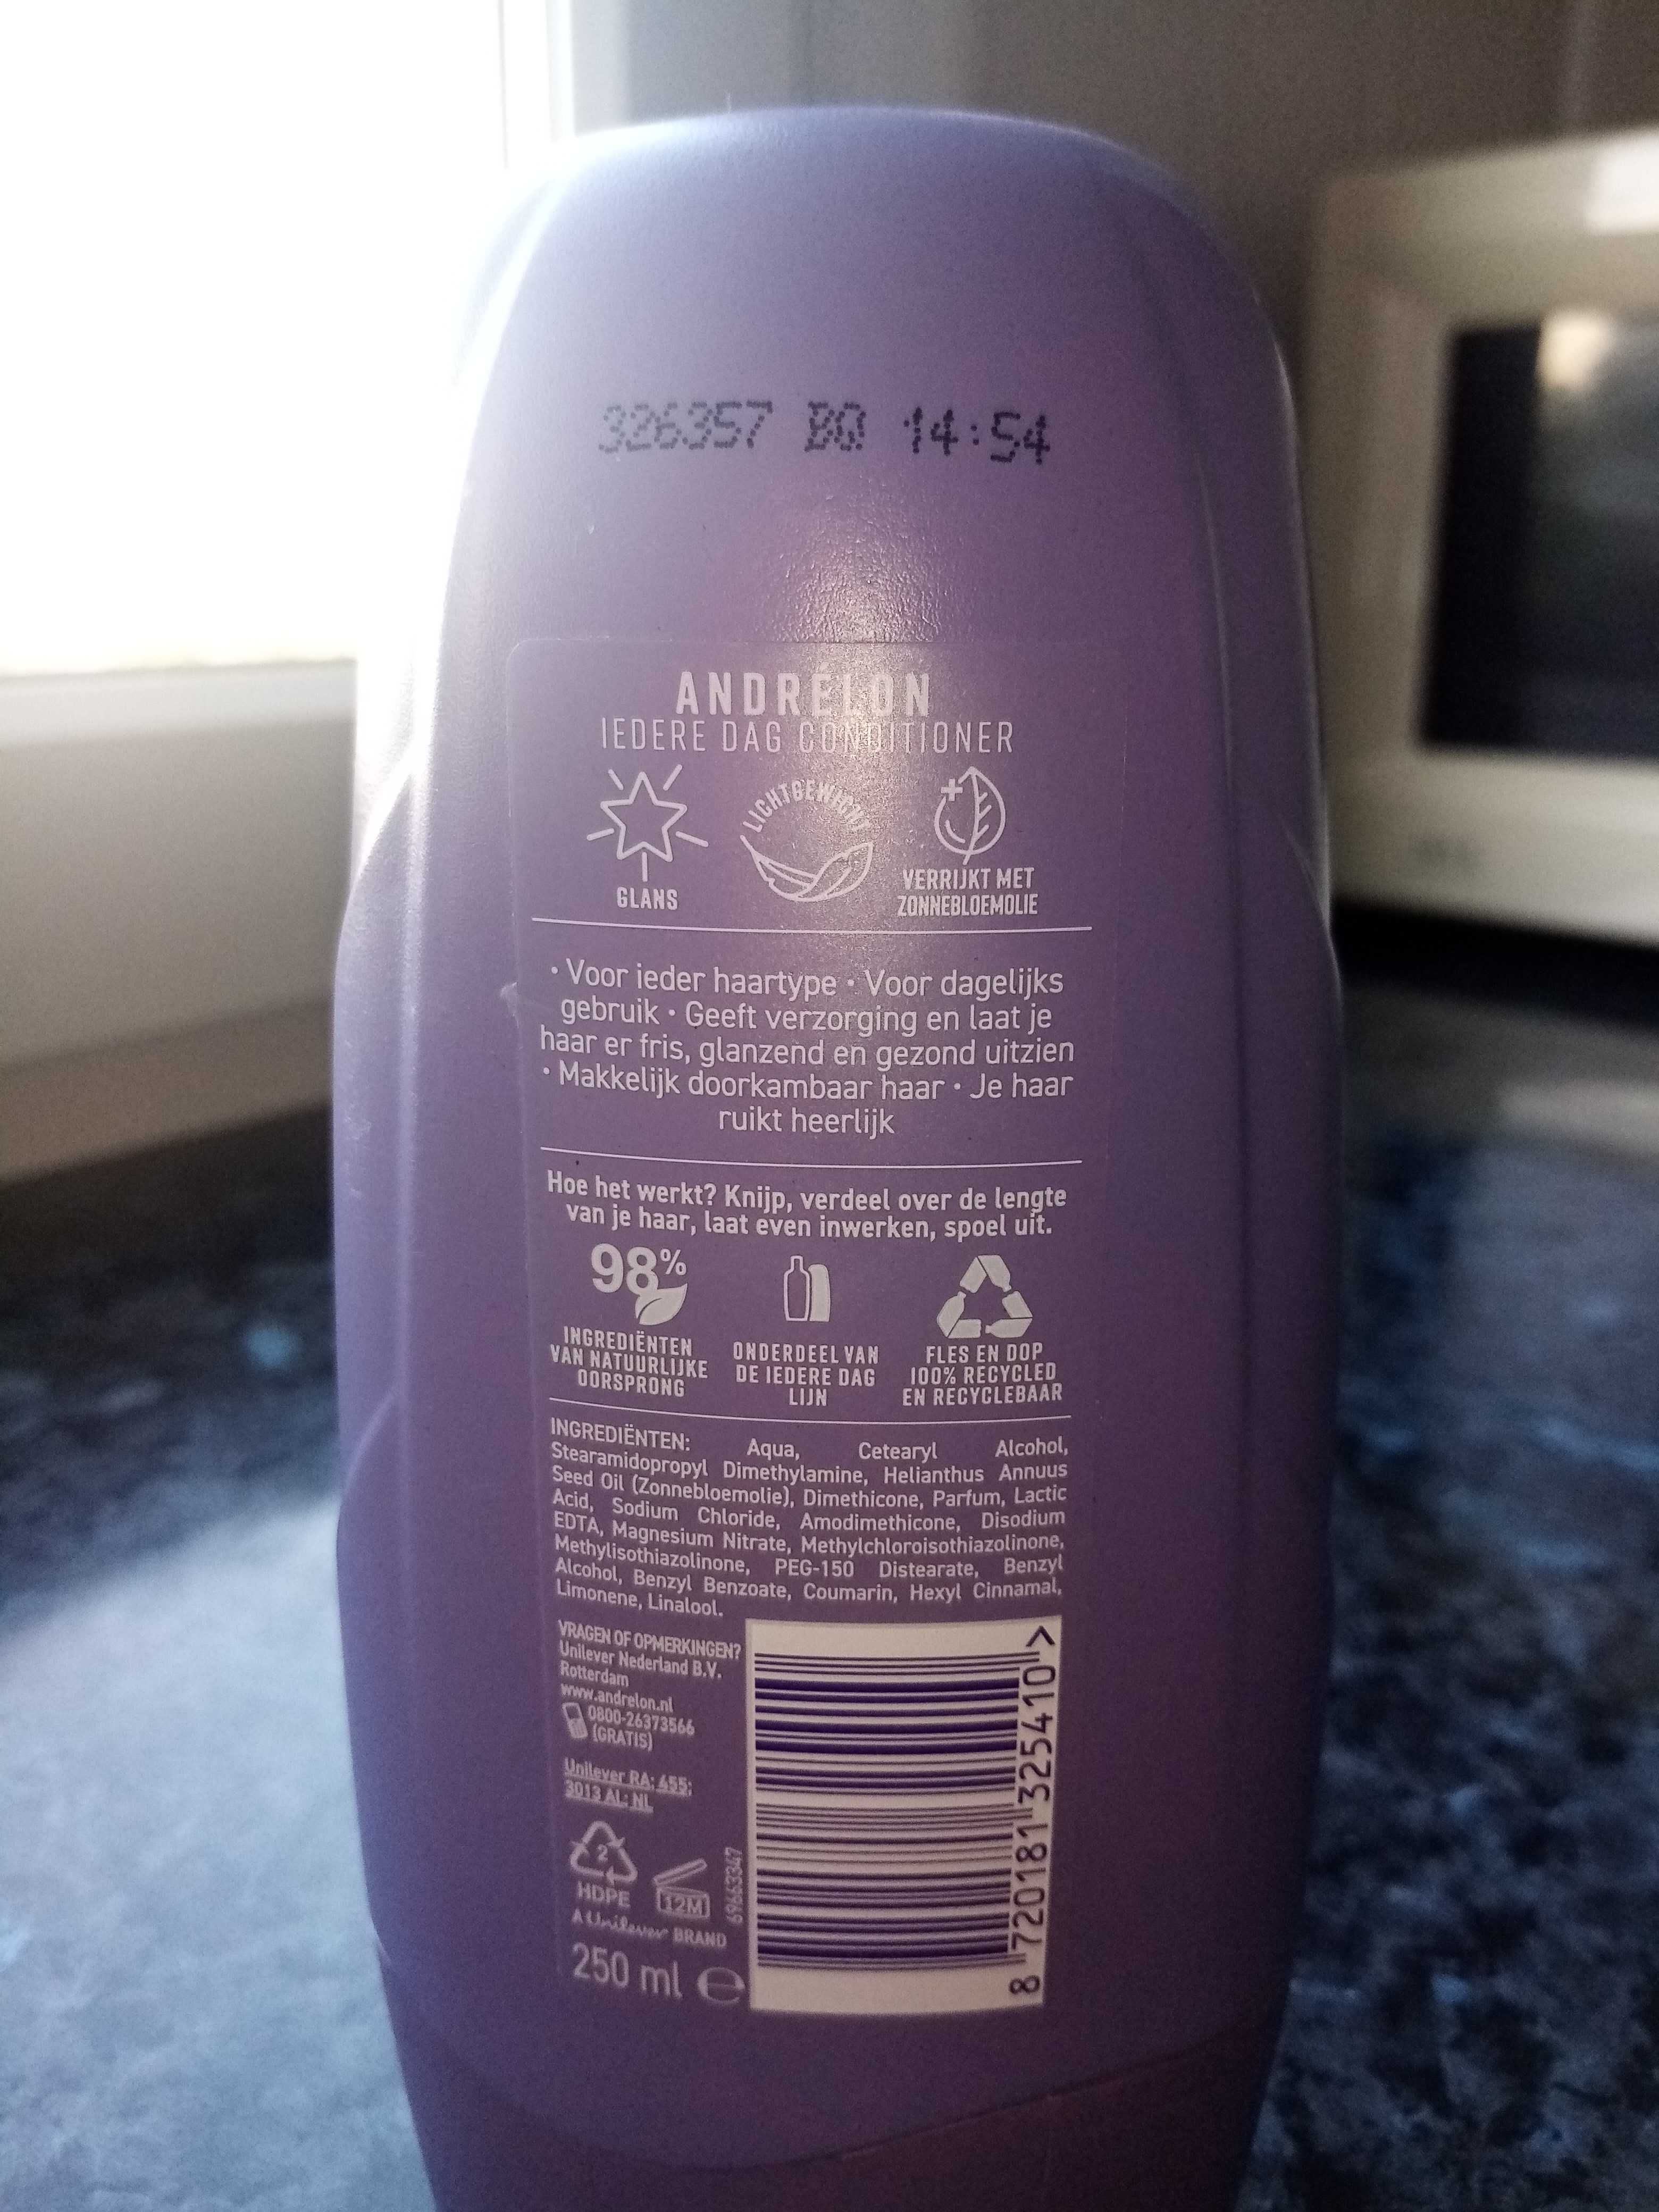 326357 BQ 14:54
ANDRÉLON
IEDERE DAG CONDITIONER
GLANS
LICHTGEWICHT
VERRIJKT MET
ZONNEBLOEMOLIE
• Voor ieder haartype • Voor dagelijks
gebruik • Geeft verzorging en laat je
haar er fris, glanzend en gezond uitzien
• Makkelijk doorkambaar haar • Je haar
ruikt heerlijk
Hoe het werkt? Knijp, verdeel over de lengte
van je haar, laat even inwerken, spoel uit.
98%
INGREDIËNTEN
VAN NATUURLIJKE
OORSPRONG
ONDERDEEL VAN
DE IEDERE DAG
LIJN
FLES EN DOP
100% RECYCLED
EN RECYCLEBAAR
INGREDIËNTEN: Aqua, Cetearyl Alcohol,
Stearamidopropyl Dimethylamine, Helianthus Annuus
Seed Oil (Zonnebloemolie), Dimethicone, Parfum, Lactic
Acid, Sodium Chloride, Amodimethicone, Disodium
EDTA, Magnesium Nitrate, Methylchloroisothiazolinone,
Methylisothiazolinone, PEG-150 Distearate, Benzyl
Alcohol, Benzyl Benzoate, Coumarin, Hexyl Cinnamal,
Limonene, Linalool.
VRAGEN OF OPMERKINGEN?
Unilever Nederland B.V.
Rotterdam
www.andrelon.nl
0800-26373566
(GRATIS)
Unilever RA; 455;
3013 AL; NL
2
HDPE
12M
69663347
A Unilever BRAND
250 ml e
8 720181 325410 >